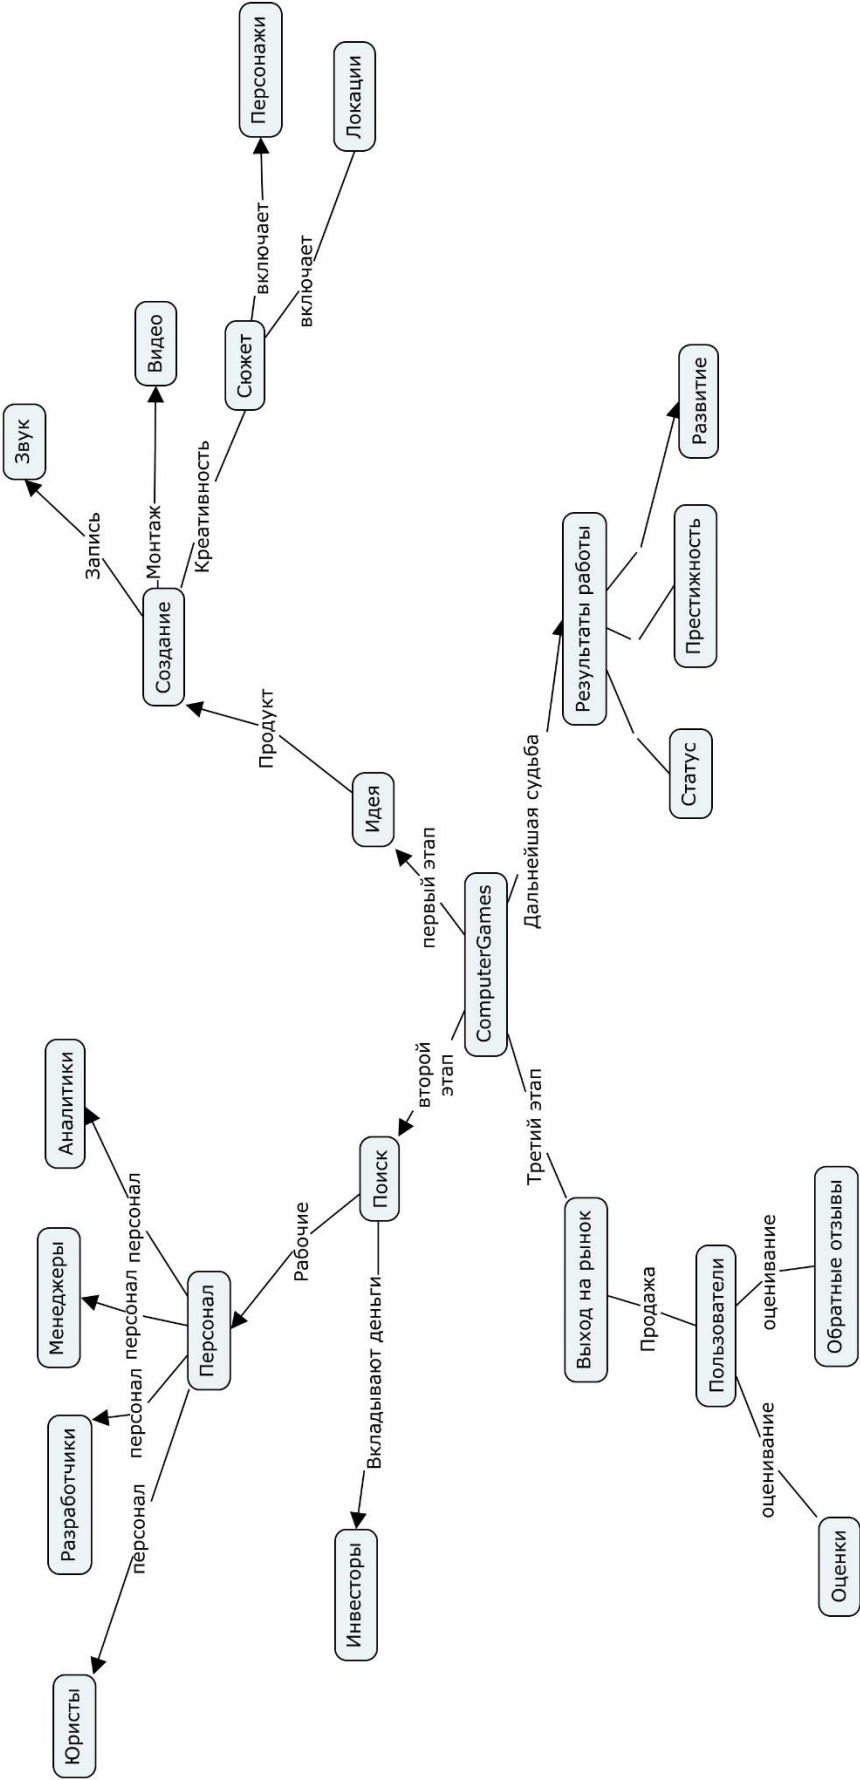 Юристы
Разработчики
Менеджеры
Аналитики
персонал
персонал
персонал
персонал
Персонал
Рабочие
Инвесторы
Вкладывают деньги
Поиск
второй
этап
Звук
Запись
Видео
Монтаж
Создание
Креативность
Персонажи
включает
Локации
включает
Сюжет
Продукт
Идея
первый этап
ComputerGames
Третий этап
Выход на рынок
Продажа
Пользователи
оценивание
оценивание
Оценки
Обратные отзывы
Дальнейшая судьба
Результаты работы
Статус
Престижность
Развитие